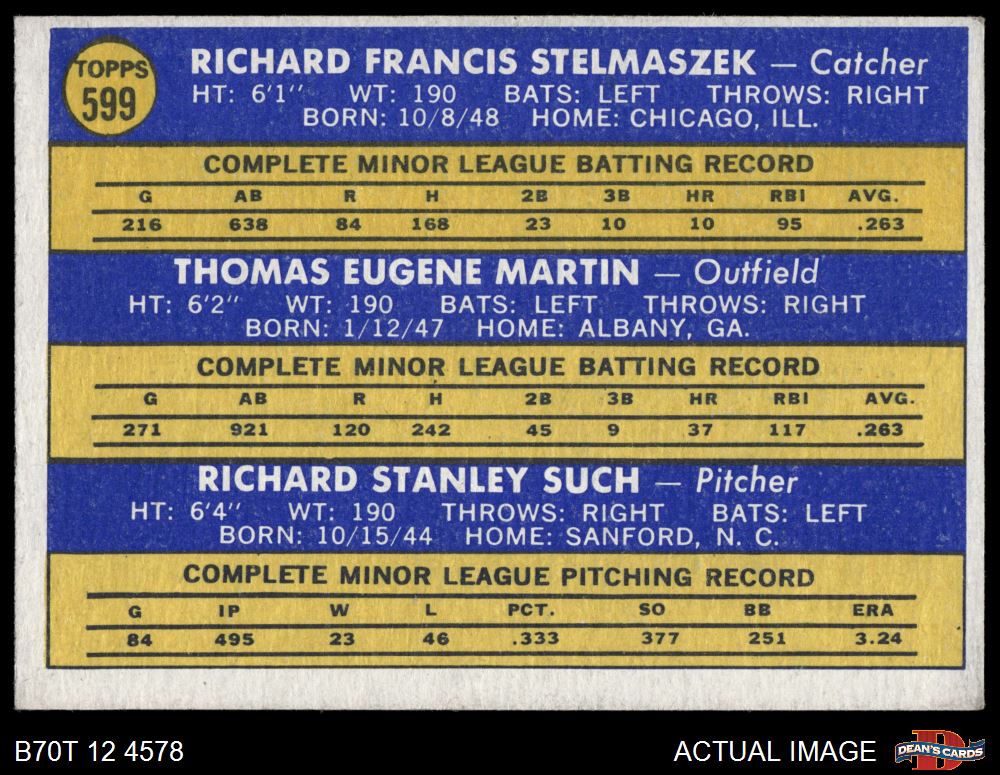 TOPPS
599
RICHARD FRANCIS STELMASZEK — Catcher
HT: 6'1" WT: 190 BATS: LEFT THROWS: RIGHT
BORN: 10/8/48 HOME: CHICAGO, ILL.
COMPLETE MINOR LEAGUE BATTING RECORD
G AB R H 2B 3B HR RBI AVG.
216 638 84 168 23 10 10 95 .263
THOMAS EUGENE MARTIN — Outfield
HT: 6'2" WT: 190 BATS: LEFT THROWS: RIGHT
BORN: 1/12/47 HOME: ALBANY, GA.
COMPLETE MINOR LEAGUE BATTING RECORD
G AB R H 2B 3B HR RBI AVG.
271 921 120 242 45 9 37 117 .263
RICHARD STANLEY SUCH — Pitcher
HT: 6'4" WT: 190 THROWS: RIGHT BATS: LEFT
BORN: 10/15/44 HOME: SANFORD, N. C.
COMPLETE MINOR LEAGUE PITCHING RECORD
G IP W L PCT. SO BB ERA
84 495 23 46 .333 377 251 3.24
B70T 12 4578 ACTUAL IMAGE DEAN'S CARDS